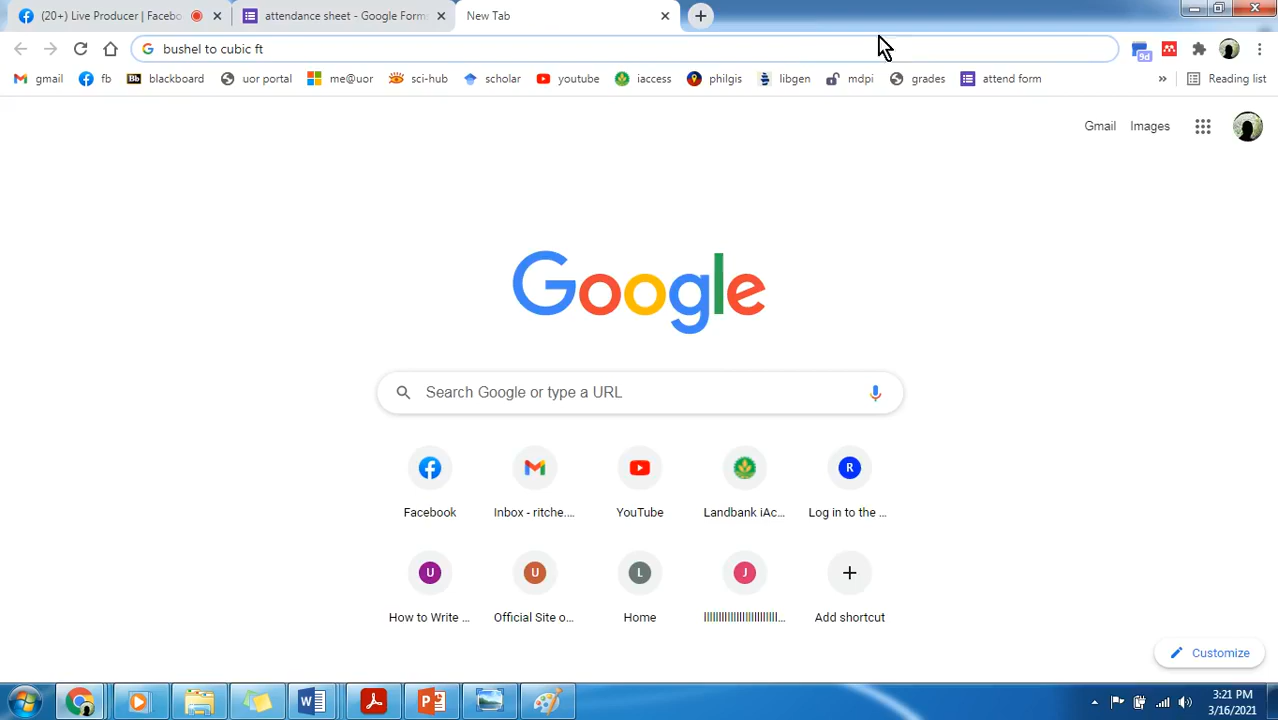 (20+) Live Producer | Facebo
attendance sheet - Google Form
New Tab
bushel to cubic ft
9d
gmail
fb
Bb
blackboard
uor portal
me@uor
sci-hub
scholar
youtube
iaccess
philgis
libgen
mdpi
grades
attend form
»
Reading list
Gmail
Images
Google
Search Google or type a URL
Facebook
Inbox - ritche....
YouTube
Landbank iAc...
R
Log in to the ...
U
How to Write ...
U
Official Site o...
L
Home
J
Add shortcut
Customize
W
P
3:21 PM
3/16/2021